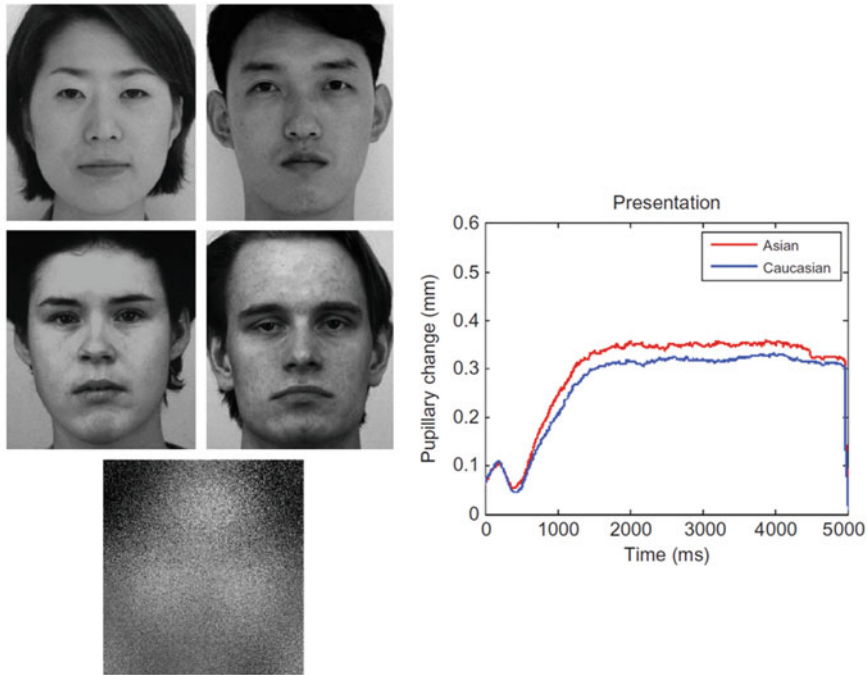 Presentation
0.6
0.5
0.4
0.3
0.2
0.1
0
Pupillary change (mm)
Asian
Caucasian
0 1000 2000 3000 4000 5000
Time (ms)